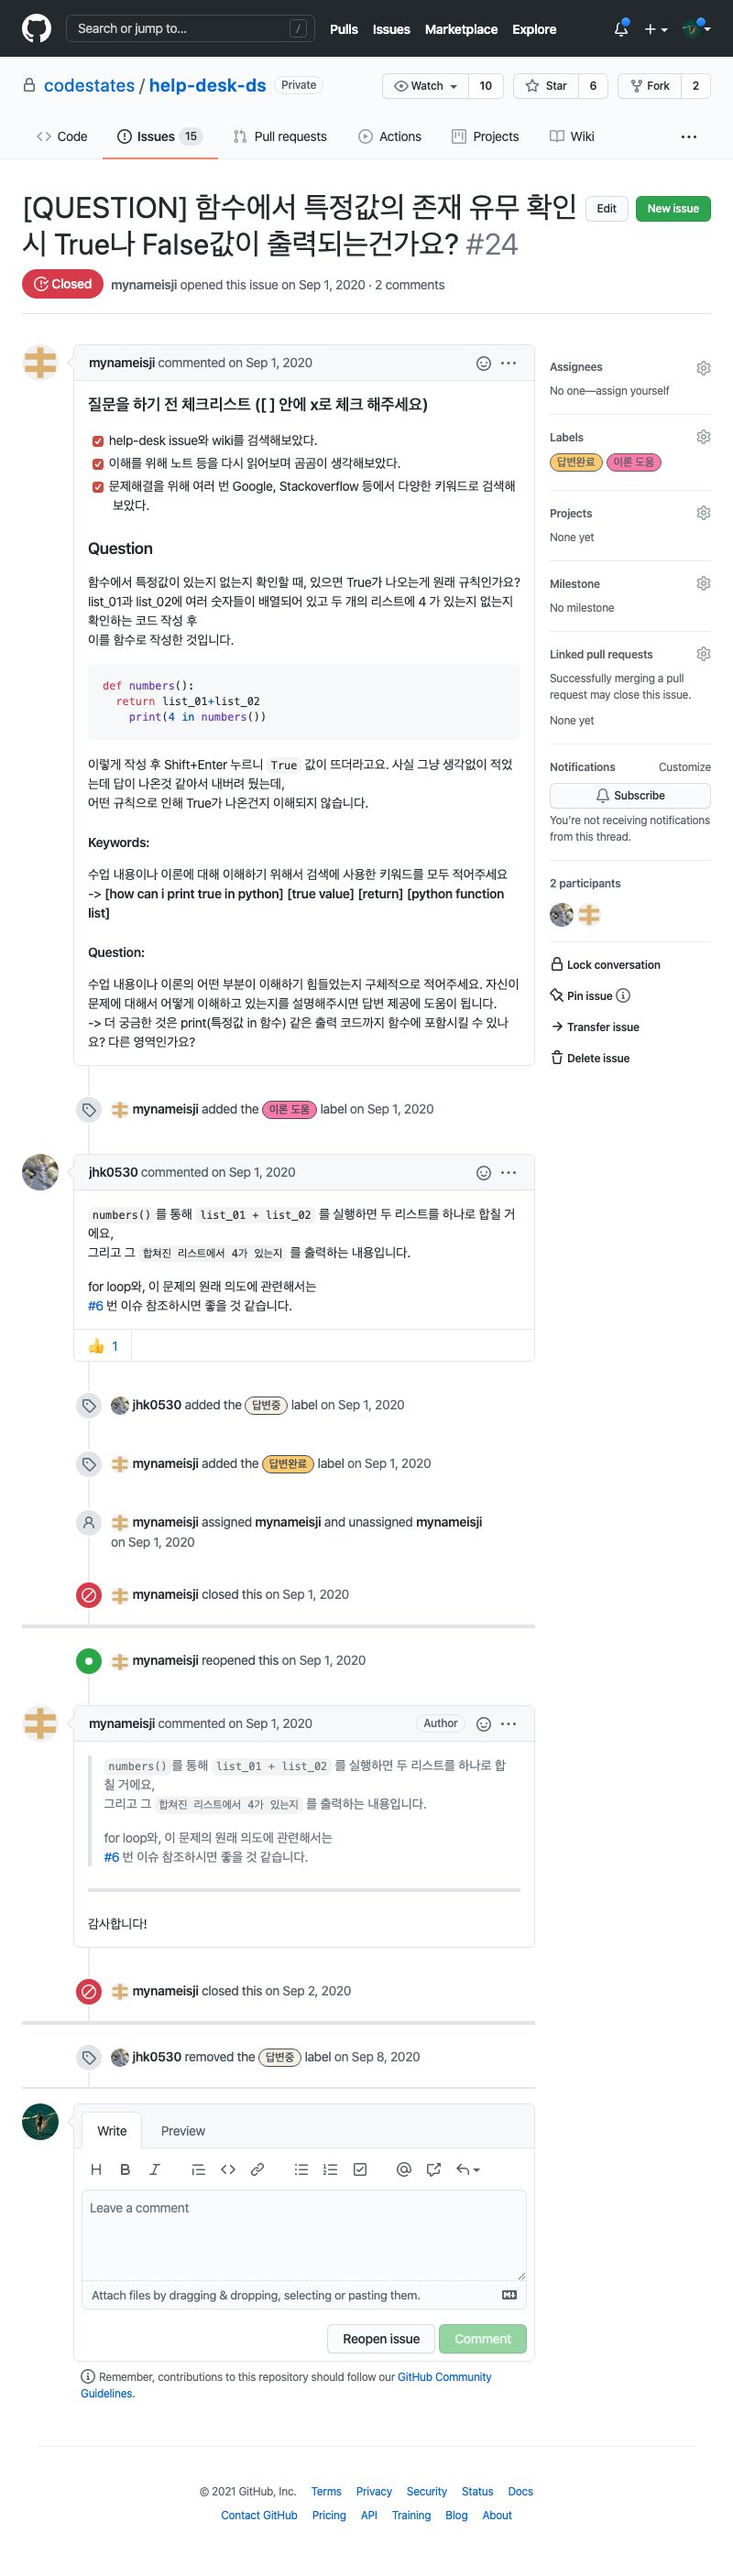 Search or jump to... /
Pulls Issues Marketplace Explore
codestates / help-desk-ds Private
Watch 10 Star 6 Fork 2
Code Issues 15 Pull requests Actions Projects Wiki
[QUESTION] 함수에서 특정값의 존재 유무 확인
시 True나 False값이 출력되는건가요? #24
Edit New issue
Closed mynameisji opened this issue on Sep 1, 2020 · 2 comments
mynameisji commented on Sep 1, 2020
질문을 하기 전 체크리스트 ([ ] 안에 x로 체크 해주세요)
help-desk issue와 wiki를 검색해보았다.
이해를 위해 노트 등을 다시 읽어보며 곰곰이 생각해보았다.
문제해결을 위해 여러 번 Google, Stackoverflow 등에서 다양한 키워드로 검색해
보았다.
Question
함수에서 특정값이 있는지 없는지 확인할 때, 있으면 True가 나오는게 원래 규칙인가요?
list_01과 list_02에 여러 숫자들이 배열되어 있고 두 개의 리스트에 4 가 있는지 없는지
확인하는 코드 작성 후
이를 함수로 작성한 것입니다.
def numbers():
return list_01+list_02
print(4 in numbers())
이렇게 작성 후 Shift+Enter 누르니 True 값이 뜨더라고요. 사실 그냥 생각없이 적었
는데 답이 나온것 같아서 내버려 뒀는데,
어떤 규칙으로 인해 True가 나온건지 이해되지 않습니다.
Keywords:
수업 내용이나 이론에 대해 이해하기 위해서 검색에 사용한 키워드를 모두 적어주세요
-> [how can i print true in python] [true value] [return] [python function
list]
Question:
수업 내용이나 이론의 어떤 부분이 이해하기 힘들었는지 구체적으로 적어주세요. 자신이
문제에 대해서 어떻게 이해하고 있는지를 설명해주시면 답변 제공에 도움이 됩니다.
-> 더 궁금한 것은 print(특정값 in 함수) 같은 출력 코드까지 함수에 포함시킬 수 있나
요? 다른 영역인가요?
Assignees
No one—assign yourself
Labels
답변완료 이론 도움
Projects
None yet
Milestone
No milestone
Linked pull requests
Successfully merging a pull
request may close this issue.
None yet
Notifications Customize
Subscribe
You're not receiving notifications
from this thread.
2 participants
Lock conversation
Pin issue
Transfer issue
Delete issue
mynameisji added the 이론 도움 label on Sep 1, 2020
jhk0530 commented on Sep 1, 2020
numbers() 를 통해 list_01 + list_02 를 실행하면 두 리스트를 하나로 합칠 거
에요,
그리고 그 합쳐진 리스트에서 4가 있는지 를 출력하는 내용입니다.
for loop와, 이 문제의 원래 의도에 관련해서는
#6 번 이슈 참조하시면 좋을 것 같습니다.
👍 1
jhk0530 added the 답변중 label on Sep 1, 2020
mynameisji added the 답변완료 label on Sep 1, 2020
mynameisji assigned mynameisji and unassigned mynameisji
on Sep 1, 2020
mynameisji closed this on Sep 1, 2020
mynameisji reopened this on Sep 1, 2020
mynameisji commented on Sep 1, 2020 Author
numbers() 를 통해 list_01 + list_02 를 실행하면 두 리스트를 하나로 합
칠 거에요,
그리고 그 합쳐진 리스트에서 4가 있는지 를 출력하는 내용입니다.
for loop와, 이 문제의 원래 의도에 관련해서는
#6 번 이슈 참조하시면 좋을 것 같습니다.
감사합니다!
mynameisji closed this on Sep 2, 2020
jhk0530 removed the 답변중 label on Sep 8, 2020
Write Preview
Leave a comment
Attach files by dragging & dropping, selecting or pasting them.
Reopen issue Comment
Remember, contributions to this repository should follow our GitHub Community
Guidelines.
© 2021 GitHub, Inc. Terms Privacy Security Status Docs
Contact GitHub Pricing API Training Blog About